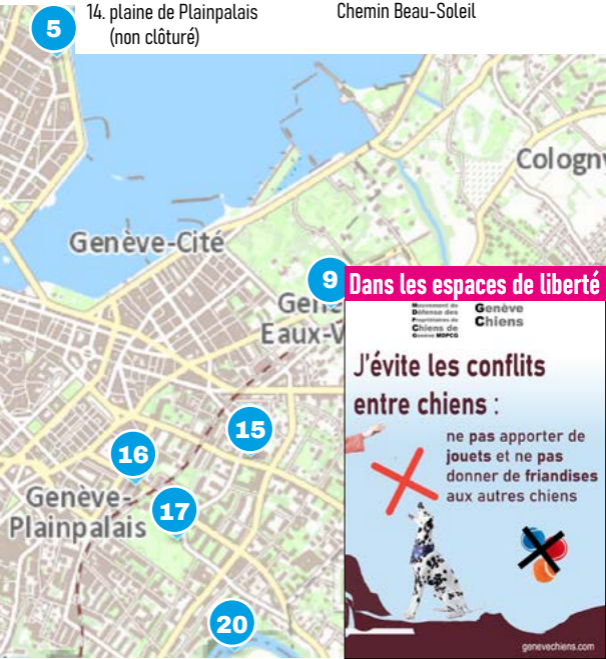 14. plaine de Plainpalais
(non clôturé)
Chemin Beau-Soleil
5
Cologn
Genève-Cité
9
Dans les espaces de liberté
Genè
Eaux-V
Mouvement de
Défense des
Propriétaires de
Chiens de
Genève MDPCG
Genève
Chiens
J'évite les conflits
entre chiens :
ne pas apporter de
jouets et ne pas
donner de friandises
aux autres chiens
15
16
17
Genève-
Plainpalais
20
genevechiens.com